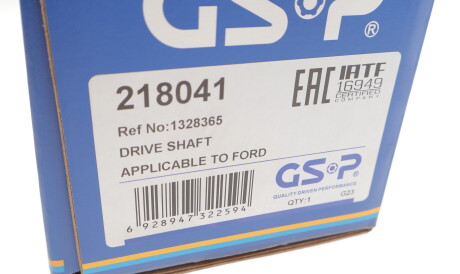 GSP®
218041
Ref No:1328365
DRIVE SHAFT
APPLICABLE TO FORD
6 928947 322594
EAC
IATF
16949
CERTIFIED
COMPANY
GSP
QUALITY DRIVEN PERFORMANCE
QTY:1 G23